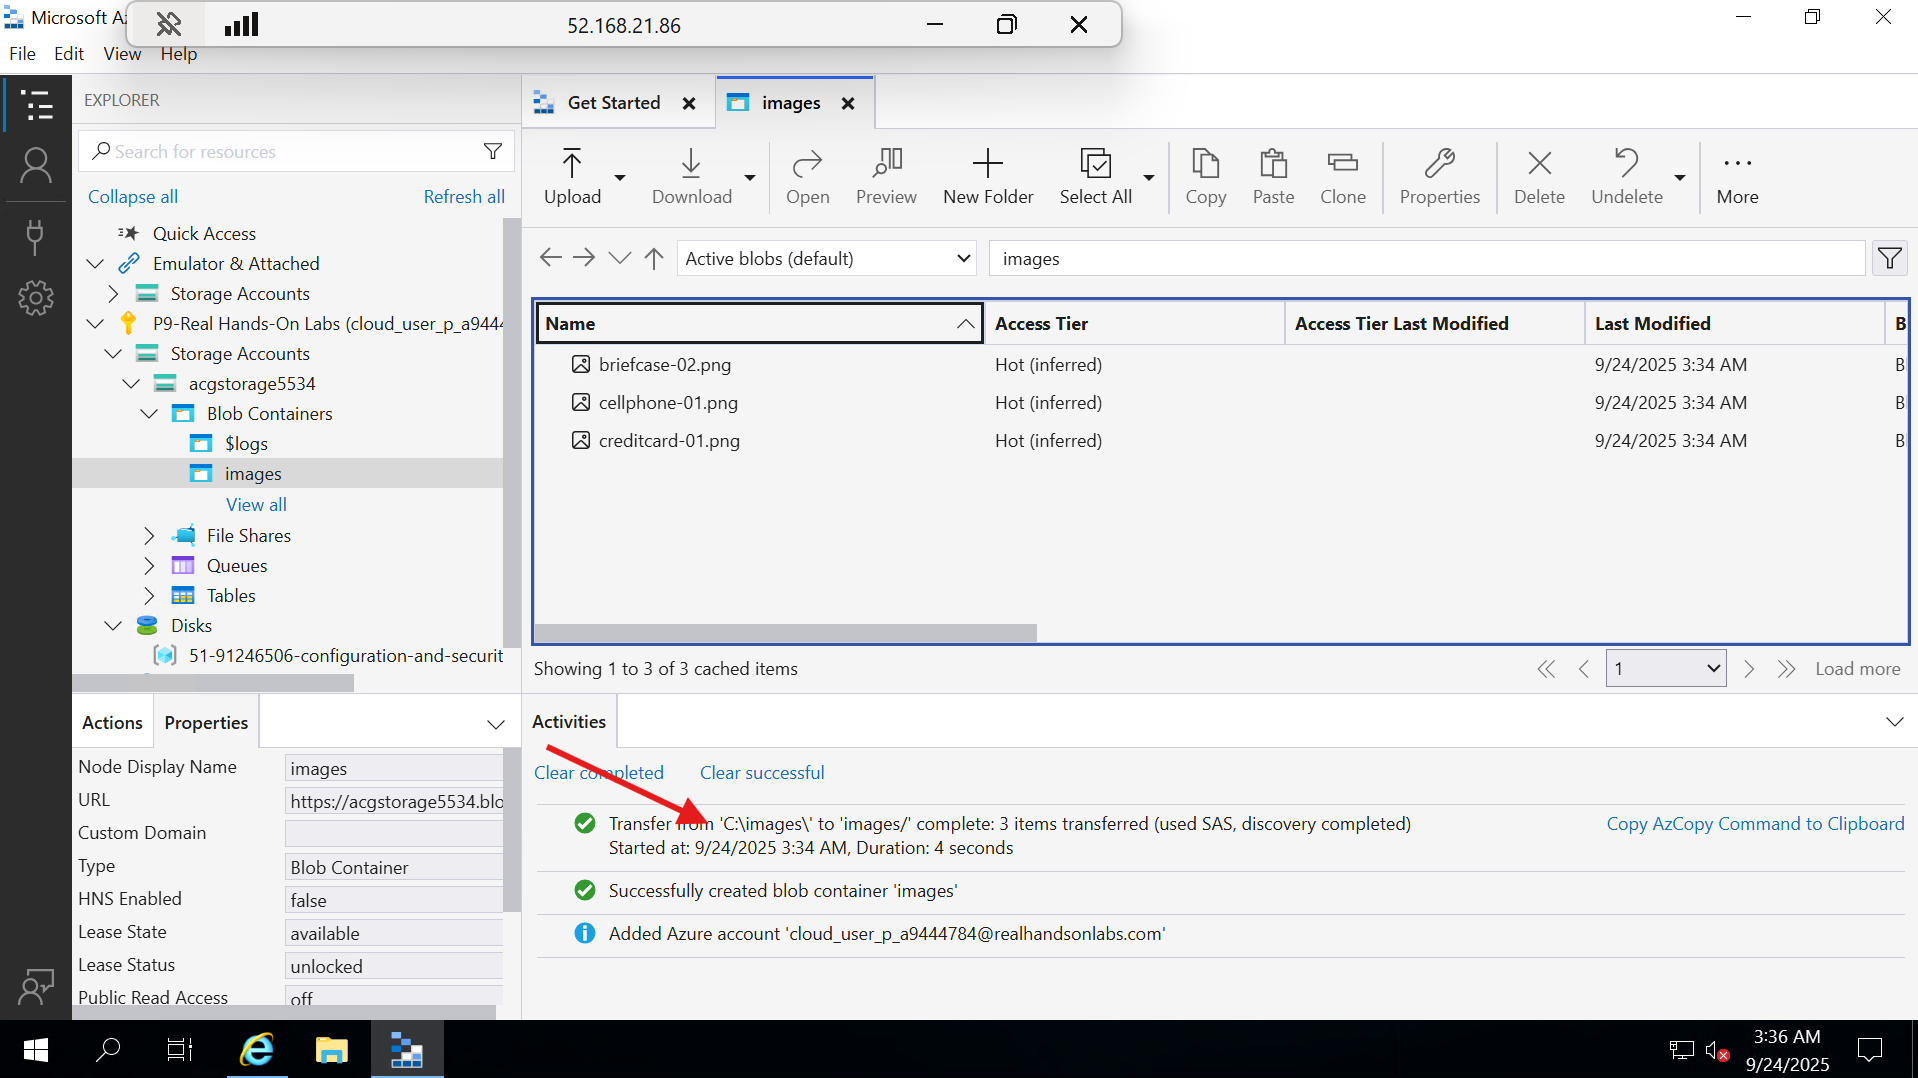 Microsoft Az
52.168.21.86
File Edit View Help
EXPLORER
Search for resources
Collapse all Refresh all
Quick Access
Emulator & Attached
Storage Accounts
P9-Real Hands-On Labs (cloud_user_p_a9444
Storage Accounts
acgstorage5534
Blob Containers
$logs
images
View all
File Shares
Queues
Tables
Disks
51-91246506-configuration-and-securit
Actions Properties
Node Display Name images
URL https://acgstorage5534.blo
Custom Domain
Type Blob Container
HNS Enabled false
Lease State available
Lease Status unlocked
Public Read Access off
Get Started images
Upload Download Open Preview New Folder Select All Copy Paste Clone Properties Delete Undelete More
Active blobs (default) images
Name Access Tier Access Tier Last Modified Last Modified B
briefcase-02.png Hot (inferred) 9/24/2025 3:34 AM Bl
cellphone-01.png Hot (inferred) 9/24/2025 3:34 AM Bl
creditcard-01.png Hot (inferred) 9/24/2025 3:34 AM Bl
Showing 1 to 3 of 3 cached items 1 Load more
Activities
Clear completed Clear successful
Transfer from 'C:\images\' to 'images/' complete: 3 items transferred (used SAS, discovery completed) Copy AzCopy Command to Clipboard
Started at: 9/24/2025 3:34 AM, Duration: 4 seconds
Successfully created blob container 'images'
Added Azure account 'cloud_user_p_a9444784@realhandsonlabs.com'
3:36 AM
9/24/2025